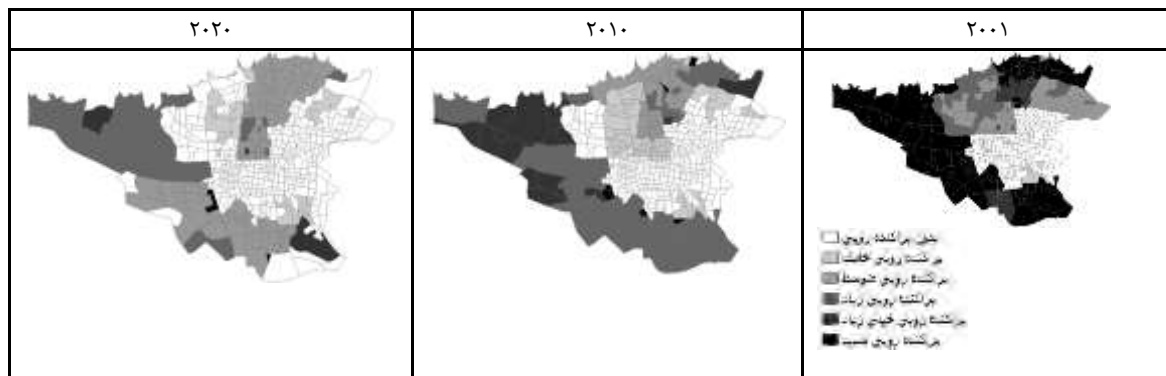 ۲۰۰۱
۲۰۱۰
۲۰۲۰
بدون پراکنده رویی
پراکنده رویی خفیف
پراکنده رویی متوسط
پراکنده رویی زیاد
پراکنده رویی خیلی زیاد
پراکنده رویی شدید